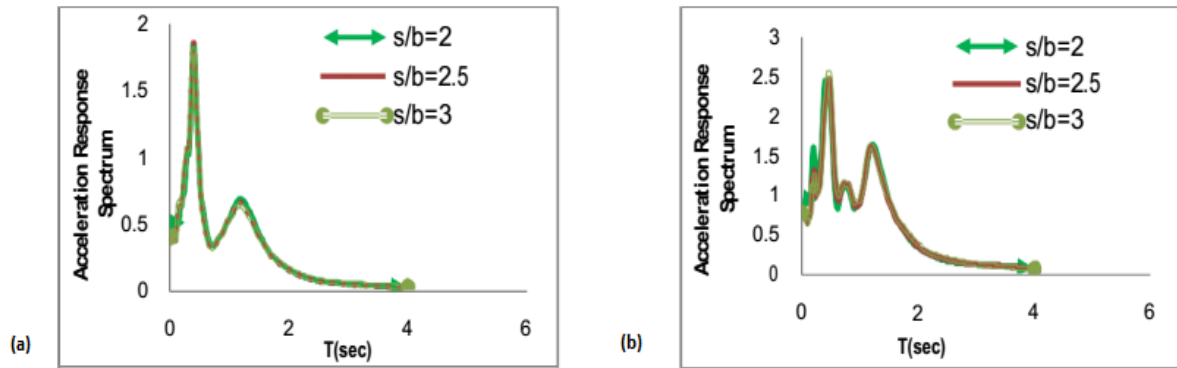 2
1.5
1
0.5
0
0 2 4 6
Acceleration Response
Spectrum
T(sec)
s/b=2
s/b=2.5
s/b=3
(a)
3
2.5
2
1.5
1
0.5
0
0 2 4 6
Acceleration Response
Spectrum
T(sec)
s/b=2
s/b=2.5
s/b=3
(b)